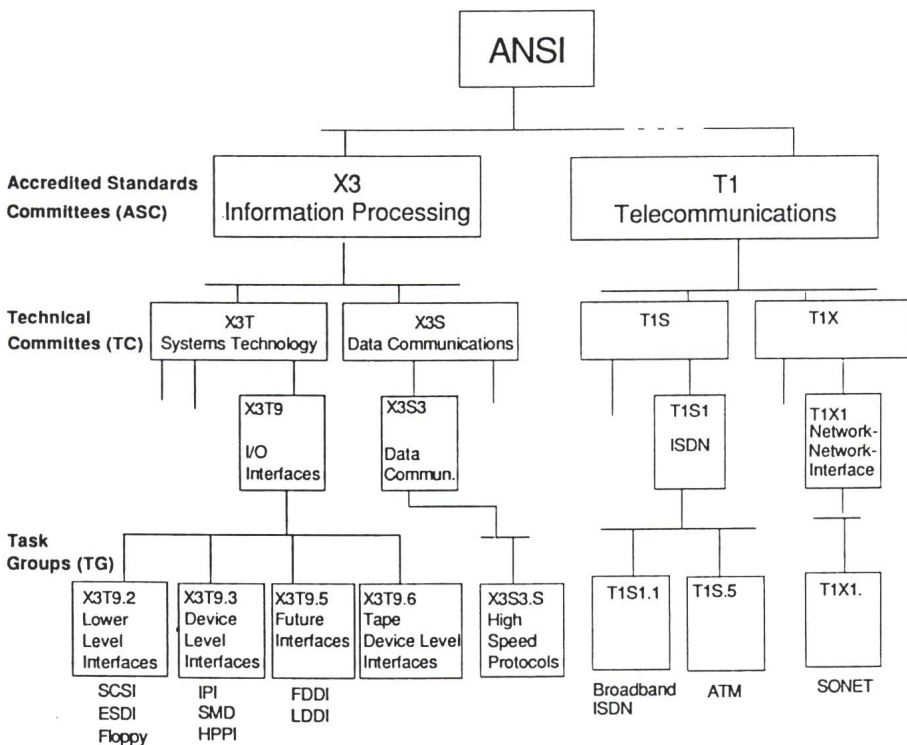 ANSI
Accredited Standards
Committees (ASC)
X3
Information Processing
T1
Telecommunications
Technical
Committes (TC)
X3T
Systems Technology
X3S
Data Communications
T1S
T1X
X3T9
I/O
Interfaces
X3S3
Data
Commun.
T1S1
ISDN
T1X1
Network-
Network-
Interface
Task
Groups (TG)
X3T9.2
Lower
Level
Interfaces
SCSI
ESDI
Floppy
X3T9.3
Device
Level
Interfaces
IPI
SMD
HPPI
X3T9.5
Future
Interfaces
FDDI
LDDI
X3T9.6
Tape
Device Level
Interfaces
X3S3.S
High
Speed
Protocols
T1S1.1
Broadband
ISDN
T1S.5
ATM
T1X1.
SONET